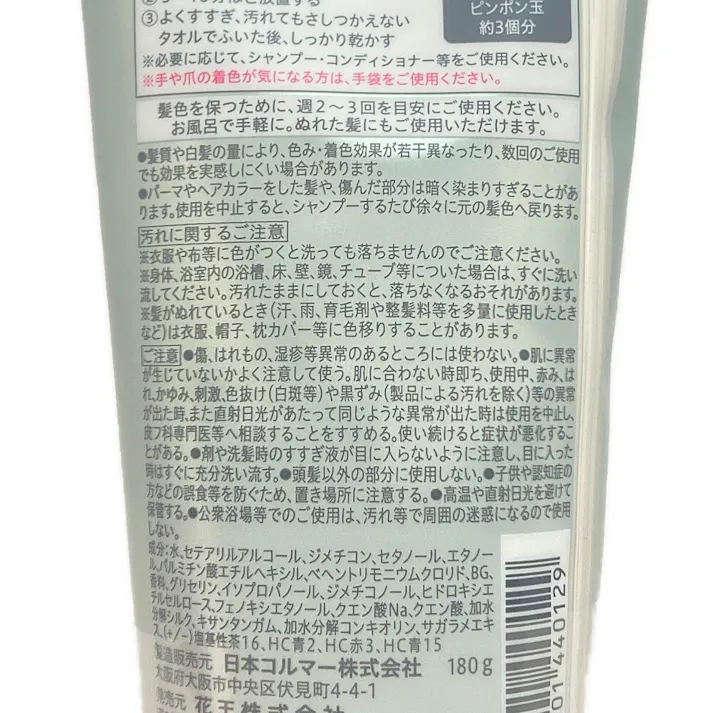 ③よくすすぎ、汚れてもさしつかえない
タオルでふいた後、しっかり乾かす
※必要に応じて、シャンプー・コンディショナー等をご使用ください。
※手や爪の着色が気になる方は、手袋をご使用ください。
ピンポン玉
約3個分
髪色を保つために、週2～3回を目安にご使用ください。
お風呂で手軽に。ぬれた髪にもご使用いただけます。
●髪質や白髪の量により、色み・着色効果が若干異なったり、数回のご使用
でも効果を実感しにくい場合があります。
●パーマやヘアカラーをした髪や、傷んだ部分は暗く染まりすぎることがあ
ります。使用を中止すると、シャンプーするたび徐々に元の髪色へ戻ります。
汚れに関するご注意
※衣服や布等に色がつくと洗っても落ちませんのでご注意ください。
※身体、浴室内の浴槽、床、壁、鏡、チューブ等についた場合は、すぐに洗い
流してください。汚れたままにしておくと、落ちなくなるおそれがあります。
※髪がぬれているとき(汗、雨、育毛剤や整髪料等を多量に使用したとき
など)は衣服、帽子、枕カバー等に色移りすることがあります。
ご注意 ●傷、はれもの、湿疹等異常のあるところには使わない。●肌に異常
が生じていないかよく注意して使う。肌に合わない時即ち、使用中、赤み、は
れ、かゆみ、刺激、色抜け(白斑等)や黒ずみ(製品による汚れを除く)等の異常
が出た時、また直射日光があたって同じような異常が出た時は使用を中止し、
皮フ科専門医等へ相談することをすすめる。使い続けると症状が悪化するこ
とがある。●剤や洗髪時のすすぎ液が目に入らないように注意し、目に入った
時はすぐに充分洗い流す。●頭髪以外の部分に使用しない。●子供や認知症の
方などの誤食等を防ぐため、置き場所に注意する。●高温や直射日光を避けて
保管する。●公衆浴場等でのご使用は、汚れ等で周囲の迷惑になるので使用
しない。
成分:水、セテアリルアルコール、ジメチコン、セタノール、エタノー
ル、パルミチン酸エチルヘキシル、ベヘントリモニウムクロリド、BG、
香料、グリセリン、イソプロパノール、ジメチコノール、ヒドロキシエ
チルセルロース、フェノキシエタノール、クエン酸Na、クエン酸、加水
分解シルク、キサンタンガム、加水分解コンキオリン、サガラメエキ
ス、(+/-)塩基性茶16、HC青2、HC赤3、HC青15
製造販売元 日本コルマー株式会社 180g
大阪府大阪市中央区伏見町4-4-1
発売元 花王株式会社
01 440129